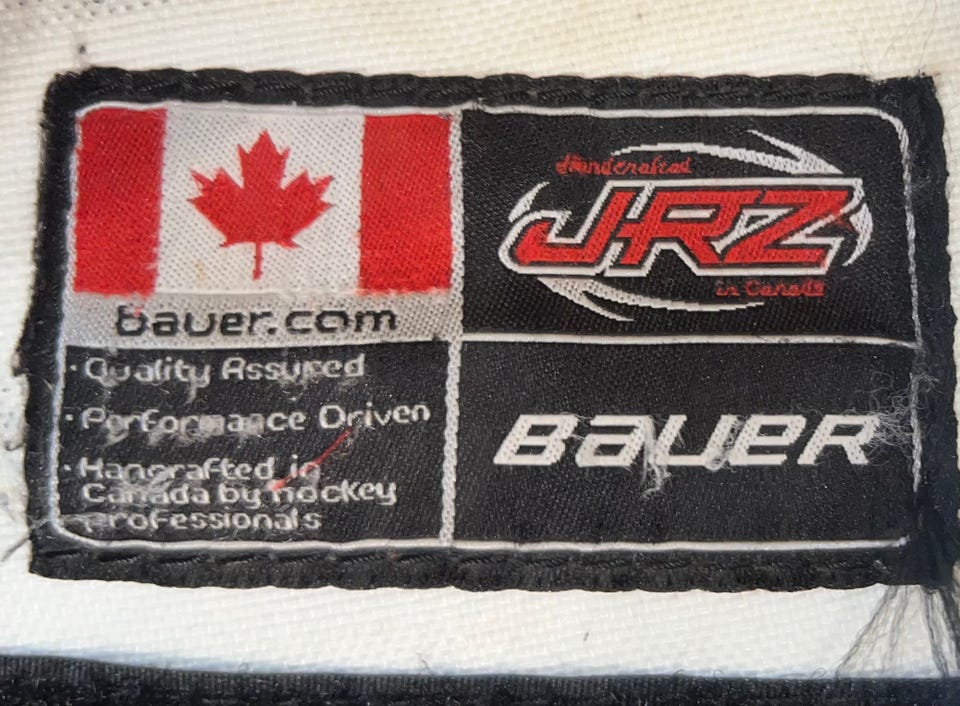 bauer.com
· Quality Assured
· Performance Driven
· Handcrafted in
Canada by hockey
professionals
Handcrafted
JRZ
in Canada
BAUER